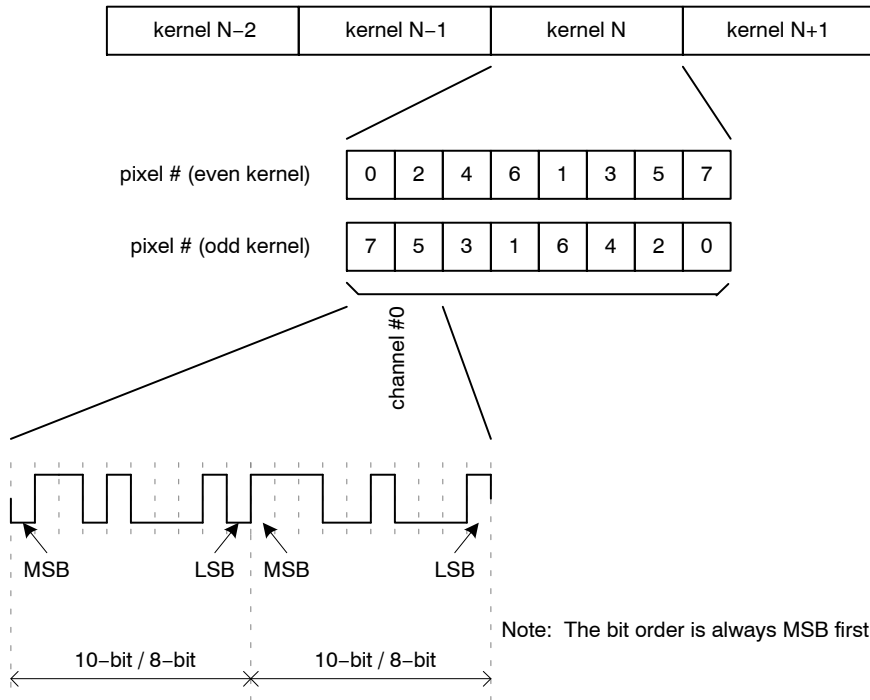 kernel N−2 kernel N−1 kernel N kernel N+1
pixel # (even kernel) 0 2 4 6 1 3 5 7
pixel # (odd kernel) 7 5 3 1 6 4 2 0
channel #0
MSB LSB MSB LSB
Note: The bit order is always MSB first
10−bit / 8−bit 10−bit / 8−bit